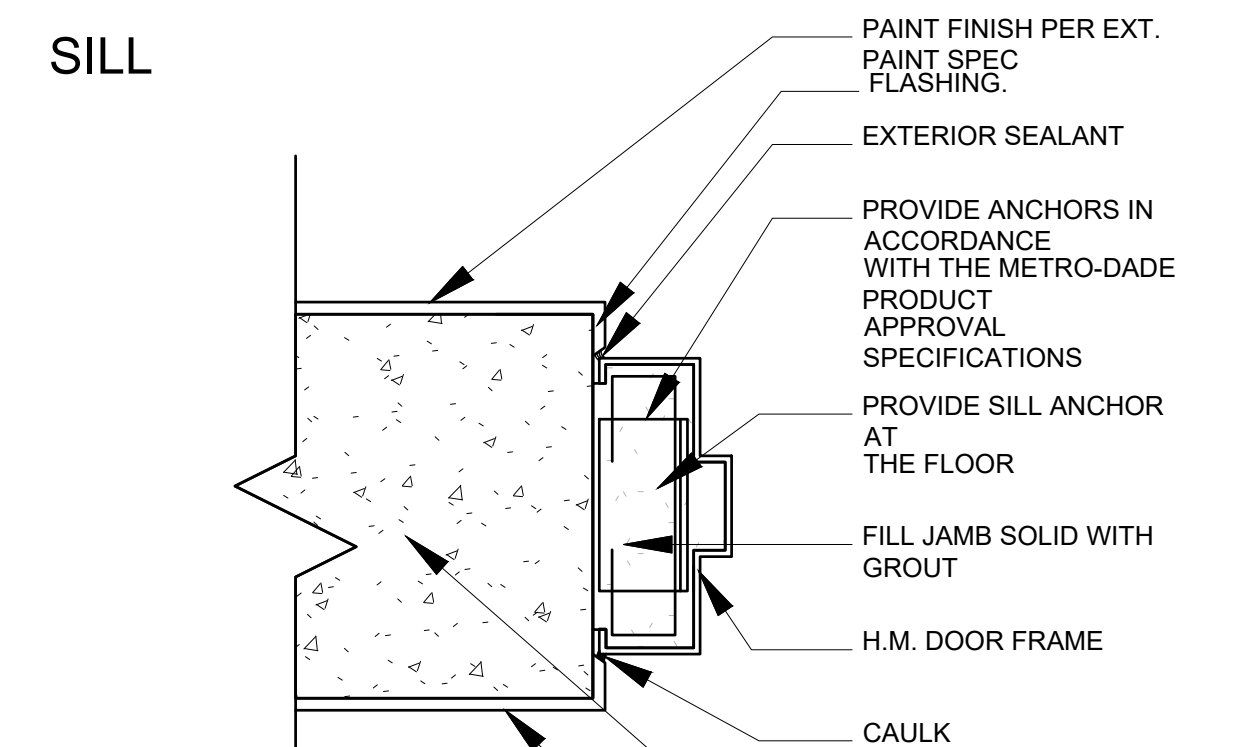 SILL
PAINT FINISH PER EXT.
PAINT SPEC
FLASHING.
EXTERIOR SEALANT
PROVIDE ANCHORS IN
ACCORDANCE
WITH THE METRO-DADE
PRODUCT
APPROVAL
SPECIFICATIONS
PROVIDE SILL ANCHOR
AT
THE FLOOR
FILL JAMB SOLID WITH
GROUT
H.M. DOOR FRAME
CAULK